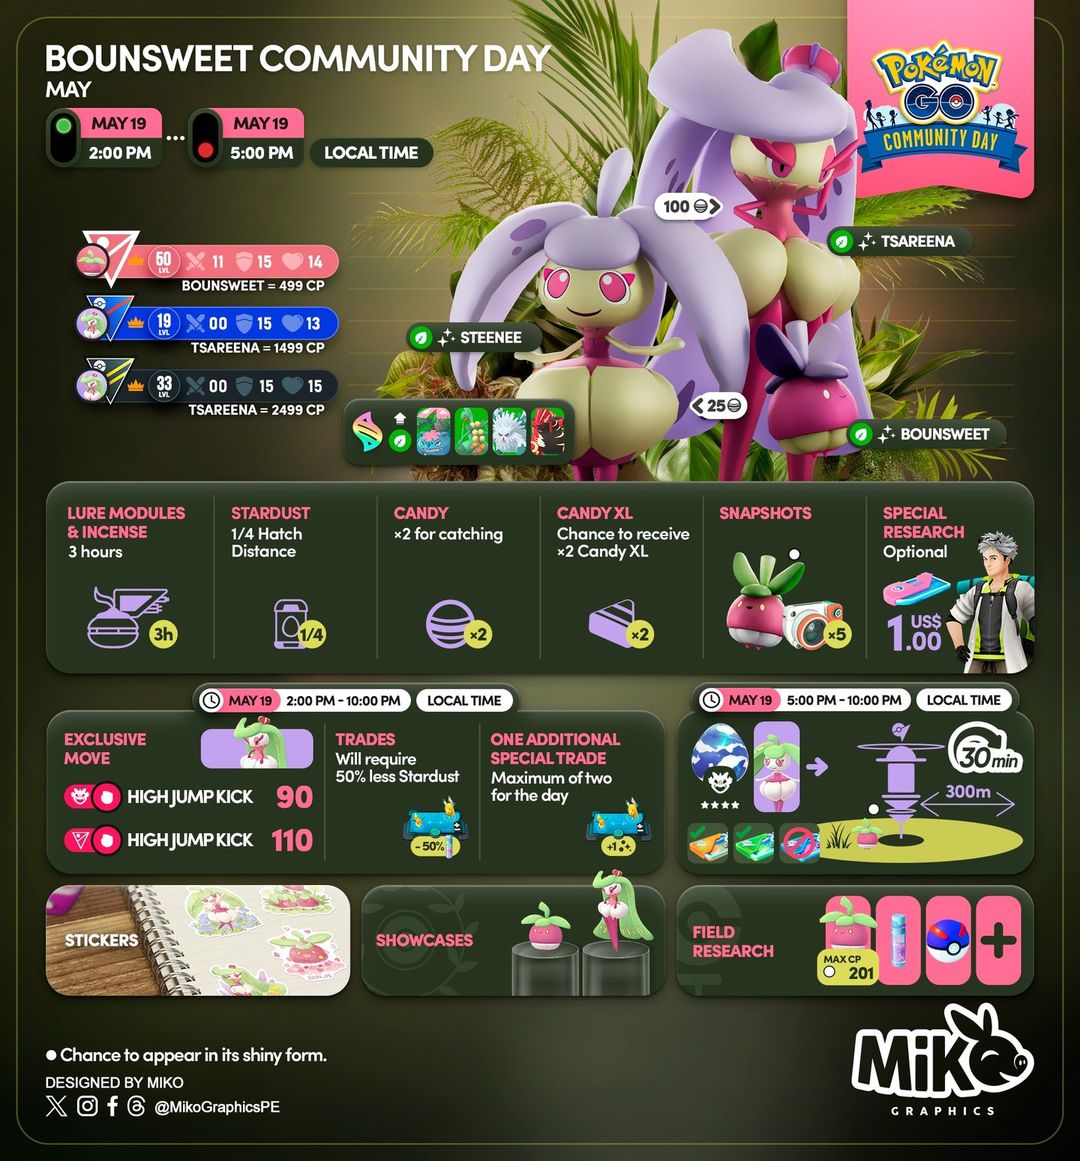 BOUNSWEET COMMUNITY DAY
MAY
MAY 19
2:00 PM
...
MAY 19
5:00 PM
LOCAL TIME
POKéMON
GO
COMMUNITY DAY
100
TSAREENA
50
LVL
11
15
14
BOUNSWEET = 499 CP
19
LVL
00
15
13
TSAREENA = 1499 CP
33
LVL
00
15
15
TSAREENA = 2499 CP
STEENEE
25
BOUNSWEET
LURE MODULES
& INCENSE
3 hours
3h
STARDUST
1/4 Hatch
Distance
1/4
CANDY
×2 for catching
×2
CANDY XL
Chance to receive
×2 Candy XL
×2
SNAPSHOTS
×5
SPECIAL
RESEARCH
Optional
US$
1.00
MAY 19
2:00 PM - 10:00 PM
LOCAL TIME
EXCLUSIVE
MOVE
HIGH JUMP KICK 90
HIGH JUMP KICK 110
TRADES
Will require
50% less Stardust
- 50%
ONE ADDITIONAL
SPECIAL TRADE
Maximum of two
for the day
+1
MAY 19
5:00 PM - 10:00 PM
LOCAL TIME
30min
300m
STICKERS
2024.05
SHOWCASES
FIELD
RESEARCH
MAX CP
201
Chance to appear in its shiny form.
DESIGNED BY MIKO
@MikoGraphicsPE
MiKO
GRAPHICS